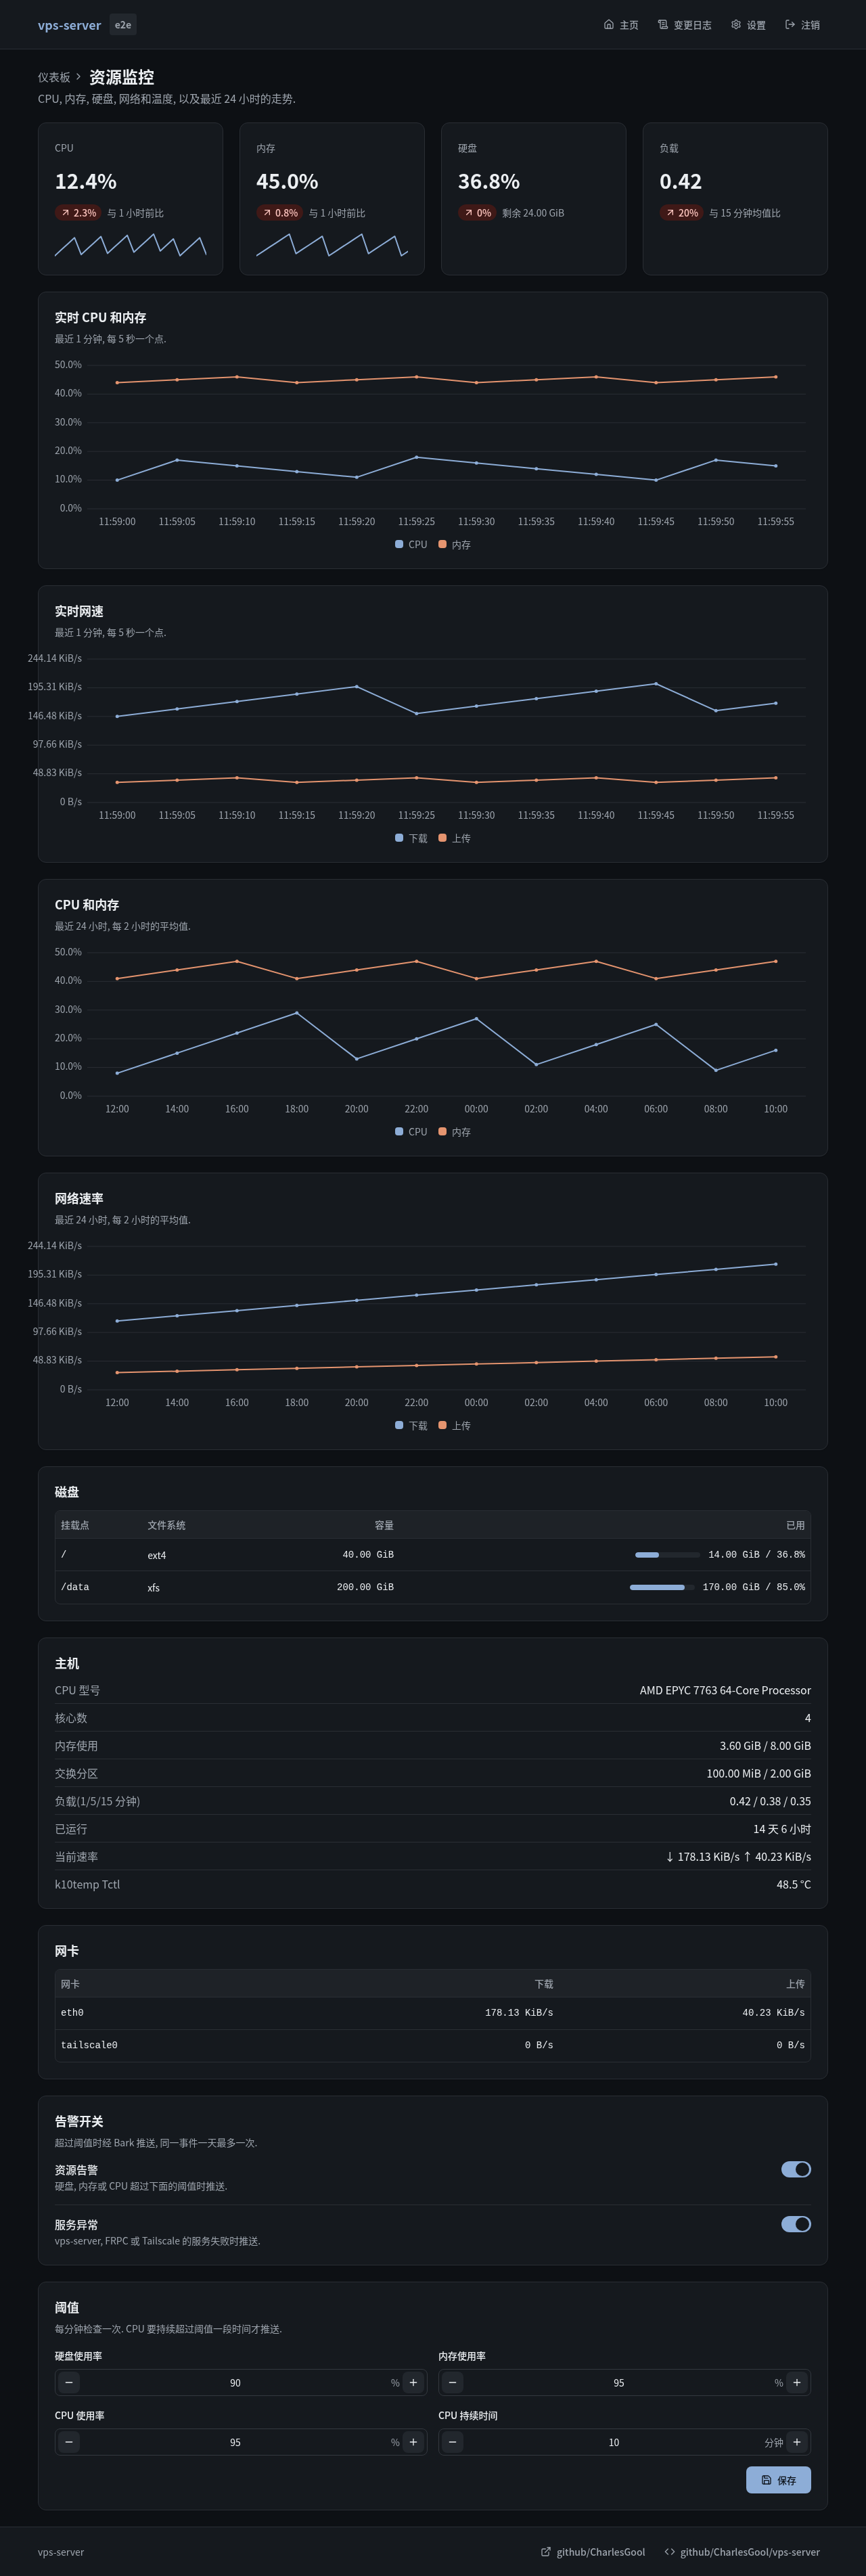 vps-server e2e 主页 变更日志 设置 注销
仪表板 资源监控
CPU, 内存, 硬盘, 网络和温度, 以及最近 24 小时的走势.
CPU 内存 硬盘 负载
12.4% 45.0% 36.8% 0.42
2.3% 与 1 小时前比 0.8% 与 1 小时前比 0% 剩余 24.00 GiB 20% 与 15 分钟均值比
实时 CPU 和内存
最近 1 分钟, 每 5 秒一个点.
50.0%
40.0%
30.0%
20.0%
10.0%
0.0%
11:59:00 11:59:05 11:59:10 11:59:15 11:59:20 11:59:25 11:59:30 11:59:35 11:59:40 11:59:45 11:59:50 11:59:55
CPU 内存
实时网速
最近 1 分钟, 每 5 秒一个点.
244.14 KiB/s
195.31 KiB/s
146.48 KiB/s
97.66 KiB/s
48.83 KiB/s
0 B/s
11:59:00 11:59:05 11:59:10 11:59:15 11:59:20 11:59:25 11:59:30 11:59:35 11:59:40 11:59:45 11:59:50 11:59:55
下载 上传
CPU 和内存
最近 24 小时, 每 2 小时的平均值.
50.0%
40.0%
30.0%
20.0%
10.0%
0.0%
12:00 14:00 16:00 18:00 20:00 22:00 00:00 02:00 04:00 06:00 08:00 10:00
CPU 内存
网络速率
最近 24 小时, 每 2 小时的平均值.
244.14 KiB/s
195.31 KiB/s
146.48 KiB/s
97.66 KiB/s
48.83 KiB/s
0 B/s
12:00 14:00 16:00 18:00 20:00 22:00 00:00 02:00 04:00 06:00 08:00 10:00
下载 上传
磁盘
挂载点 文件系统 容量 已用
/ ext4 40.00 GiB 14.00 GiB / 36.8%
/data xfs 200.00 GiB 170.00 GiB / 85.0%
主机
CPU 型号 AMD EPYC 7763 64-Core Processor
核心数 4
内存使用 3.60 GiB / 8.00 GiB
交换分区 100.00 MiB / 2.00 GiB
负载(1/5/15 分钟) 0.42 / 0.38 / 0.35
已运行 14 天 6 小时
当前速率 ↓ 178.13 KiB/s ↑ 40.23 KiB/s
k10temp Tctl 48.5 °C
网卡
网卡 下载 上传
eth0 178.13 KiB/s 40.23 KiB/s
tailscale0 0 B/s 0 B/s
告警开关
超过阈值时经 Bark 推送, 同一事件一天最多一次.
资源告警
硬盘, 内存或 CPU 超过下面的阈值时推送.
服务异常
vps-server, FRPC 或 Tailscale 的服务失败时推送.
阈值
每分钟检查一次. CPU 要持续超过阈值一段时间才推送.
硬盘使用率 内存使用率
− 90 % + − 95 % +
CPU 使用率 CPU 持续时间
− 95 % + − 10 分钟 +
保存
vps-server github/CharlesGool github/CharlesGool/vps-server